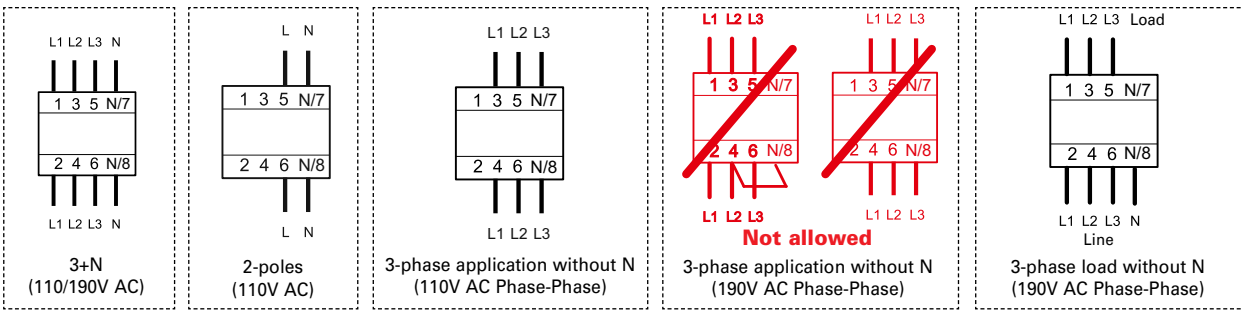 L1 L2 L3 N
1 3 5 N/7
2 4 6 N/8
L1 L2 L3 N
3+N
(110/190V AC)
L N
1 3 5 N/7
2 4 6 N/8
L N
2-poles
(110V AC)
L1 L2 L3
1 3 5 N/7
2 4 6 N/8
L1 L2 L3
3-phase application without N
(110V AC Phase-Phase)
L1 L2 L3
1 3 5 N/7
2 4 6 N/8
L1 L2 L3
L1 L2 L3
1 3 5 N/7
2 4 6 N/8
L1 L2 L3
Not allowed
3-phase application without N
(190V AC Phase-Phase)
L1 L2 L3 Load
1 3 5 N/7
2 4 6 N/8
L1 L2 L3 N
Line
3-phase load without N
(190V AC Phase-Phase)